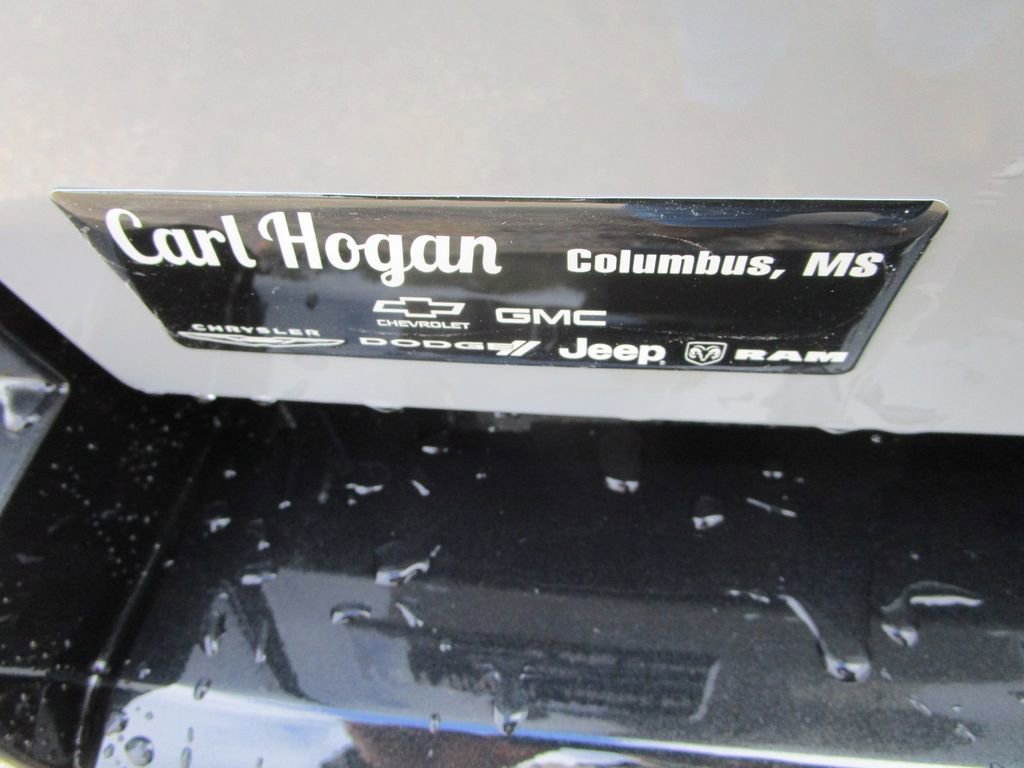 Carl Hogan Columbus, MS
CHEVROLET GMC
CHRYSLER DODGE Jeep RAM